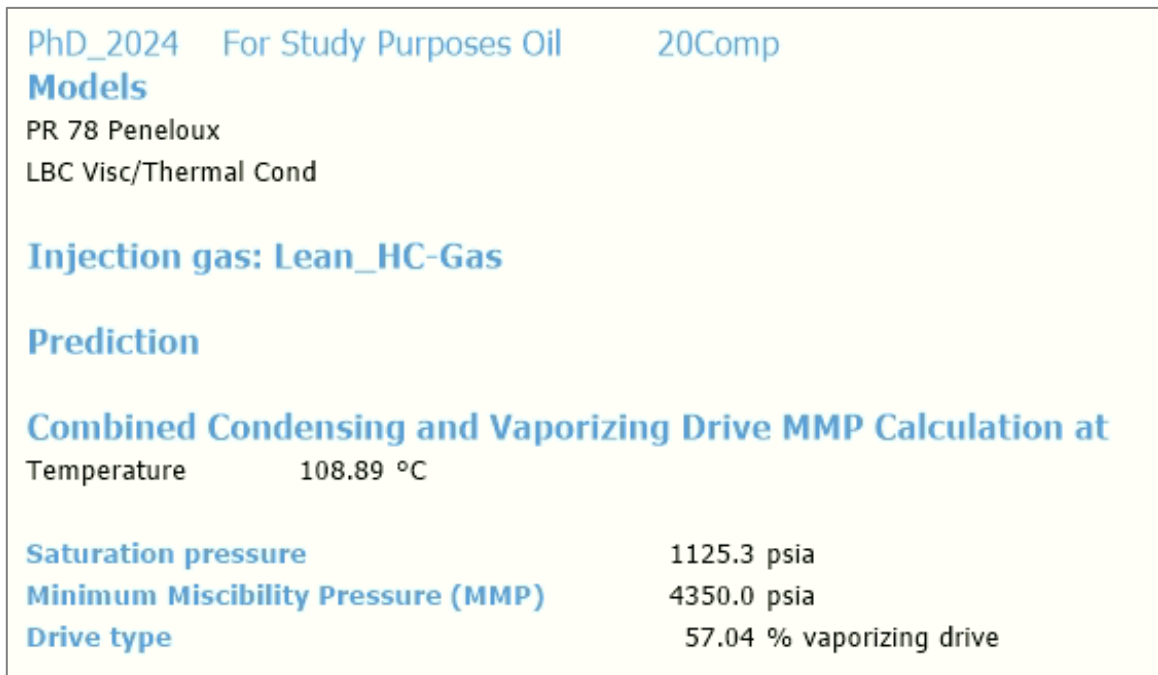 PhD_2024 For Study Purposes Oil 20Comp
Models
PR 78 Peneloux
LBC Visc/Thermal Cond
Injection gas: Lean_HC-Gas
Prediction
Combined Condensing and Vaporizing Drive MMP Calculation at
Temperature 108.89 °C
Saturation pressure 1125.3 psia
Minimum Miscibility Pressure (MMP) 4350.0 psia
Drive type 57.04 % vaporizing drive